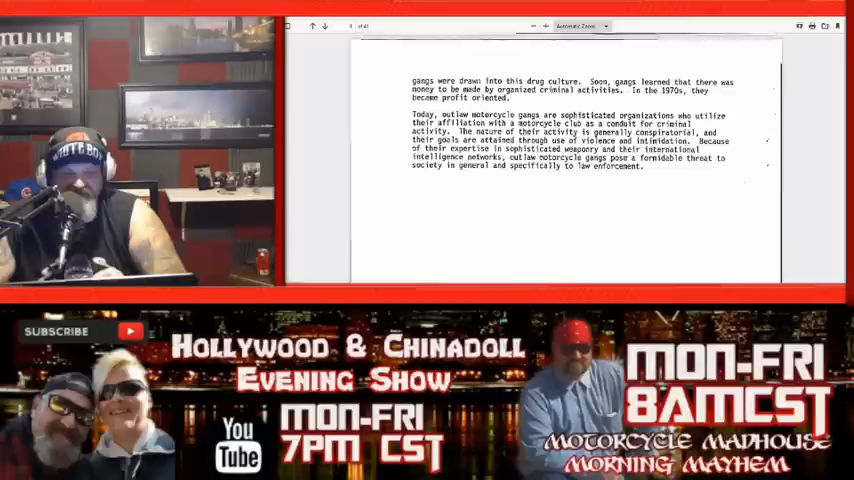 of 41
Automatic Zoom
gangs were drawn into this drug culture. Soon, gangs learned that there was
money to be made by organized criminal activities. In the 1970s, they
became profit oriented.
Today, outlaw motorcycle gangs are sophisticated organizations who utilize
their affiliation with a motorcycle club as a conduit for criminal
activity. The nature of their activity is generally conspiratorial, and
their goals are attained through use of violence and intimidation. Because
of their expertise in sophisticated weaponry and their international
intelligence networks, outlaw motorcycle gangs pose a formidable threat to
society in general and specifically to law enforcement.
WHITE BOY
SUBSCRIBE
HOLLYWOOD & CHINADOLL
EVENING SHOW
You
Tube
MON-FRI
7PM CST
MON-FRI
8AMCST
MOTORCYCLE MADHOUSE
MORNING MAYHEM